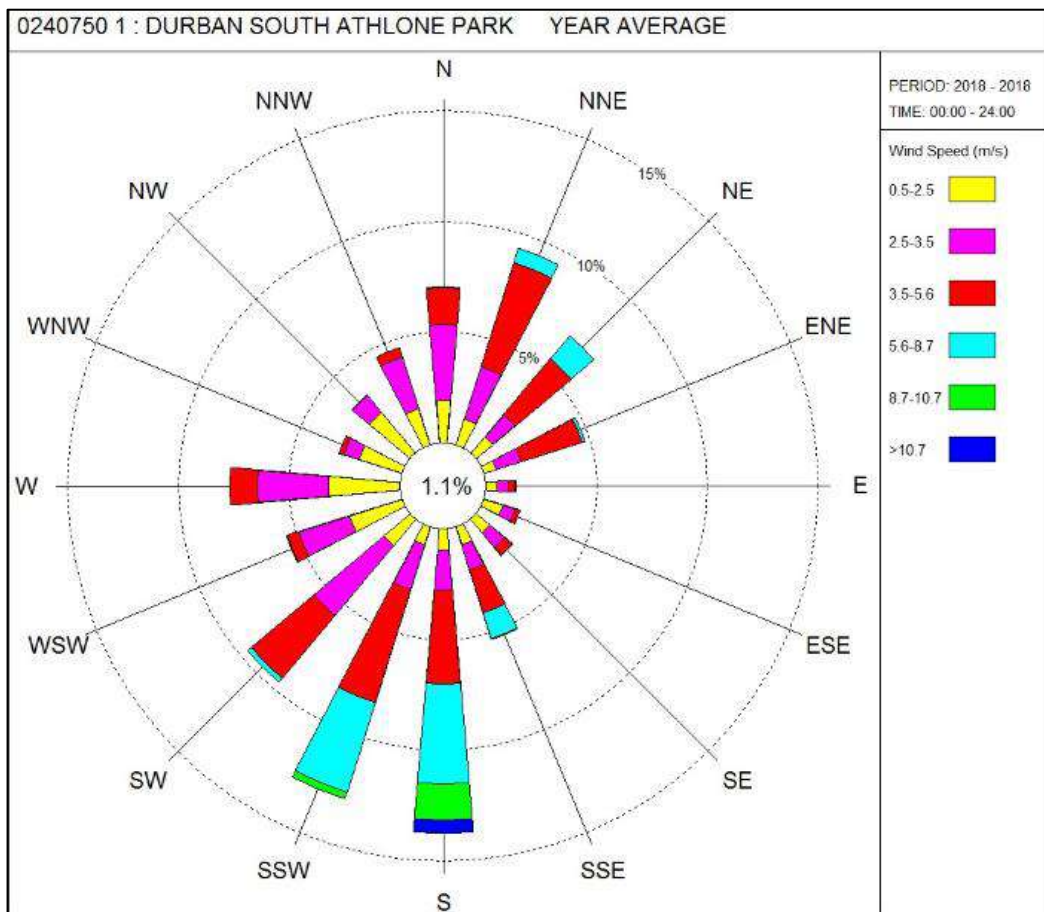 0240750 1 : DURBAN SOUTH ATHLONE PARK YEAR AVERAGE
PERIOD: 2018 - 2018
TIME: 00:00 - 24:00
Wind Speed (m/s)
0.5-2.5
2.5-3.5
3.5-5.6
5.6-8.7
8.7-10.7
>10.7
N
NNE
NE
ENE
E
ESE
SE
SSE
S
SSW
SW
WSW
W
WNW
NW
NNW
15%
10%
5%
1.1%